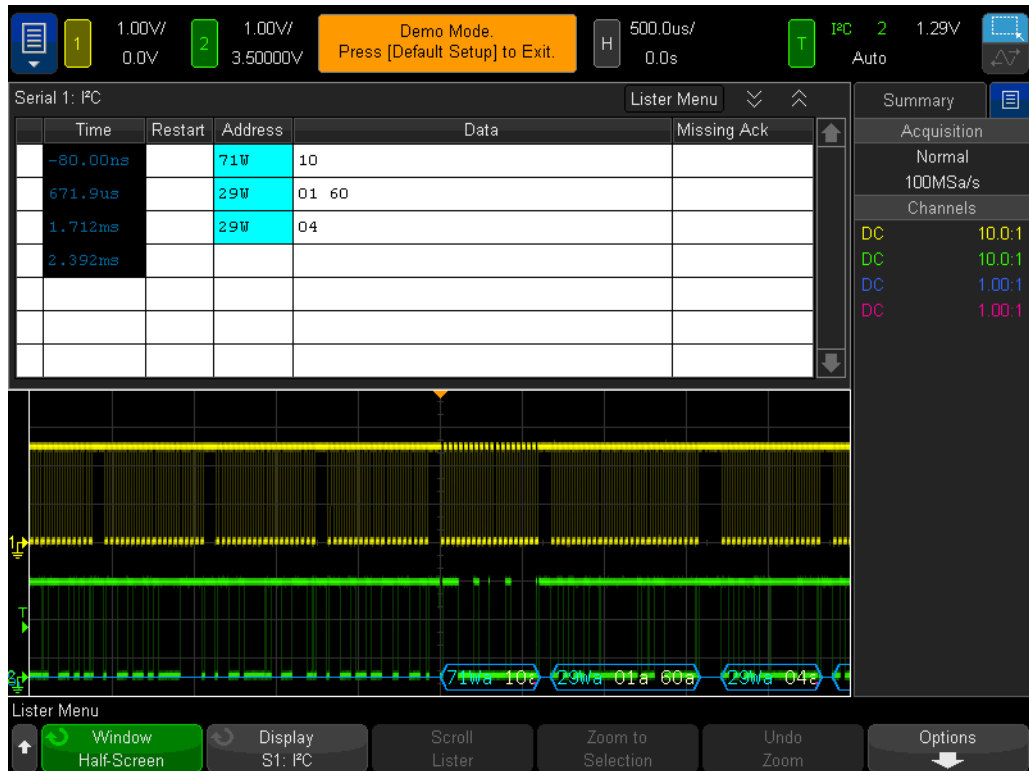 1 1.00V/ 2 1.00V/ Demo Mode. H 500.0us/ T I²C 2 1.29V
0.0V 3.50000V Press [Default Setup] to Exit. 0.0s Auto
Serial 1: I²C Lister Menu Summary
Time Restart Address Data Missing Ack Acquisition
-80.00ns 71W 10 Normal
671.9us 29W 01 60 100MSa/s
1.712ms 29W 04 Channels
2.392ms DC 10.0:1
DC 10.0:1
DC 1.00:1
DC 1.00:1
1
T
2 71Wa 10a 29Wa 01a 60a 29Wa 04a
Lister Menu
Window Display Scroll Zoom to Undo Options
Half-Screen S1: I²C Lister Selection Zoom